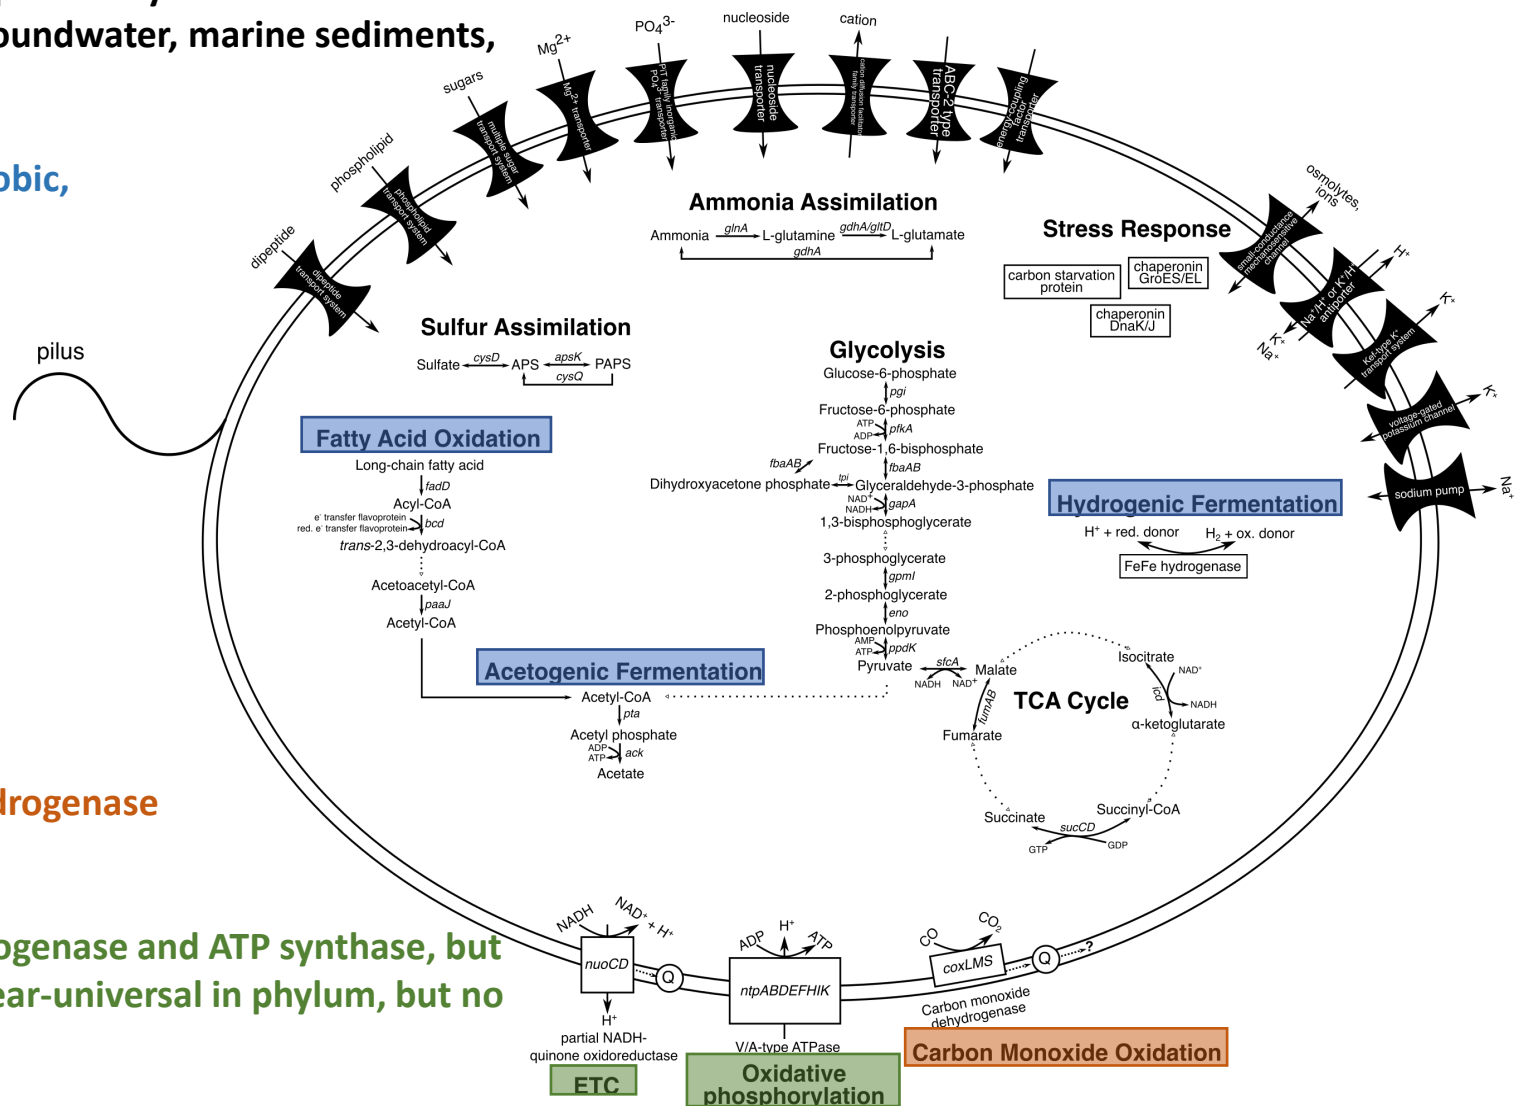 oundwater, marine sediments,
obic,
drogenase
ogenase and ATP synthase, but
ear-universal in phylum, but no
pilus
dipeptide
dipeptide
transport system
phospholipid
phospholipid
transport system
sugars
multiple sugar
transport system
Mg2+
Mg2+ transporter
PO43-
PiT family inorganic
PO43- transporter
nucleoside
nucleoside
transporter
cation
cation diffusion facilitator
family transporter
ABC-2 type
transporter
energy-coupling
factor
transporter
osmolytes,
ions
small-conductance
mechanosensitive
channel
H+
Na+/H+ or K+/H+
antiporter
K+
Na+
K+
Kef-type K+
transport system
K+
voltage-gated
potassium channel
Na+
sodium pump
Ammonia Assimilation
Ammonia glnA L-glutamine gdhA/gltD L-glutamate
gdhA
Stress Response
carbon starvation
protein
chaperonin
GroES/EL
chaperonin
DnaK/J
Sulfur Assimilation
Sulfate cysD APS apsK PAPS
cysQ
Glycolysis
Glucose-6-phosphate
pgi
Fructose-6-phosphate
ATP
ADP
pfkA
Fructose-1,6-bisphosphate
fbaAB
fbaAB
Dihydroxyacetone phosphate tpi Glyceraldehyde-3-phosphate
NAD+
NADH
gapA
1,3-bisphosphoglycerate
3-phosphoglycerate
gpmI
2-phosphoglycerate
eno
Phosphoenolpyruvate
AMP
ATP
ppdK
Pyruvate
sfcA
NADH NAD+
Malate
Fatty Acid Oxidation
Long-chain fatty acid
fadD
Acyl-CoA
e- transfer flavoprotein
red. e- transfer flavoprotein
bcd
trans-2,3-dehydroacyl-CoA
Acetoacetyl-CoA
paaJ
Acetyl-CoA
Acetogenic Fermentation
Acetyl-CoA
pta
Acetyl phosphate
ADP
ATP
ack
Acetate
Hydrogenic Fermentation
H+ + red. donor H2 + ox. donor
FeFe hydrogenase
TCA Cycle
Isocitrate
NAD+
icd
NADH
α-ketoglutarate
fumAB
Fumarate
Succinate
Succinyl-CoA
sucCD
GTP
GDP
NADH
NAD+ + H+
nuoCD
Q
H+
partial NADH-
quinone oxidoreductase
ETC
ADP
H+
ATP
ntpABDEFHIK
V/A-type ATPase
Oxidative
phosphorylation
CO
CO2
coxLMS
Q
?
Carbon monoxide
dehydrogenase
Carbon Monoxide Oxidation